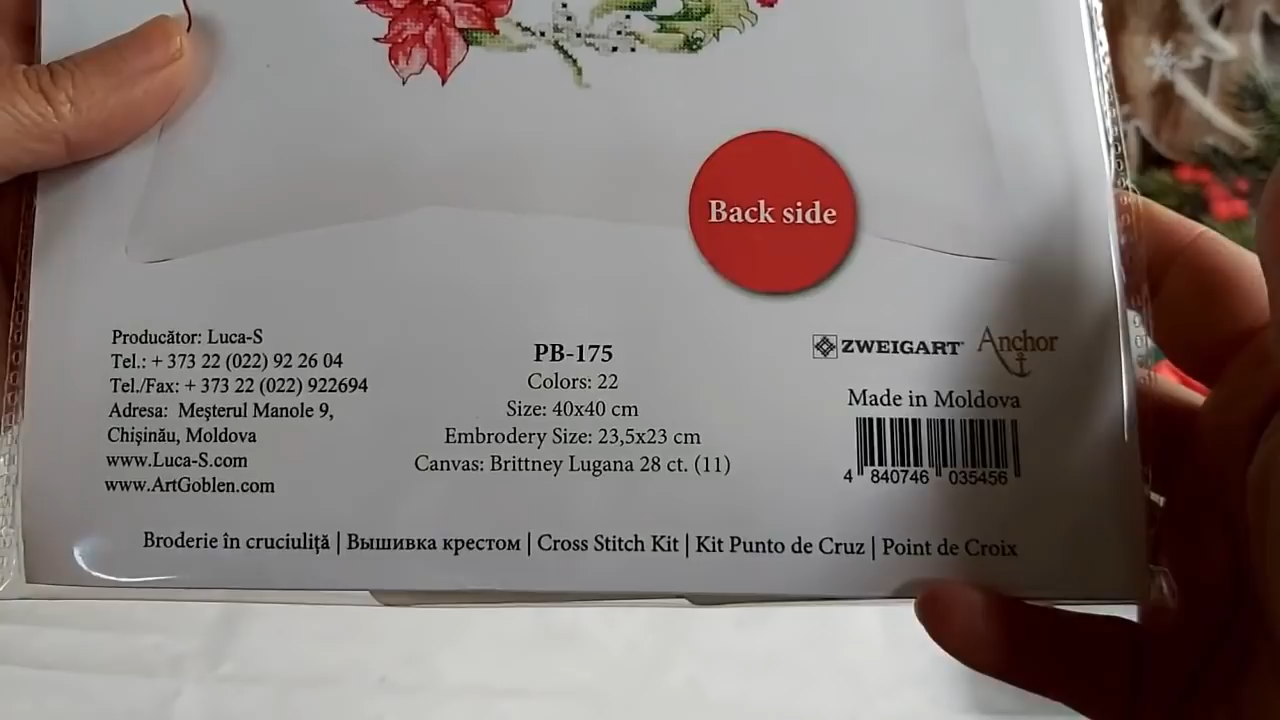 Back side
Producător: Luca-S
Tel.: + 373 22 (022) 92 26 04
Tel./Fax: + 373 22 (022) 922694
Adresa: Meşterul Manole 9,
Chişinău, Moldova
www.Luca-S.com
www.ArtGoblen.com
PB-175
Colors: 22
Size: 40x40 cm
Embrodery Size: 23,5x23 cm
Canvas: Brittney Lugana 28 ct. (11)
ZWEIGART
Anchor
Made in Moldova
4 840746 035456
Broderie în cruciuliţă | Вышивка крестом | Cross Stitch Kit | Kit Punto de Cruz | Point de Croix